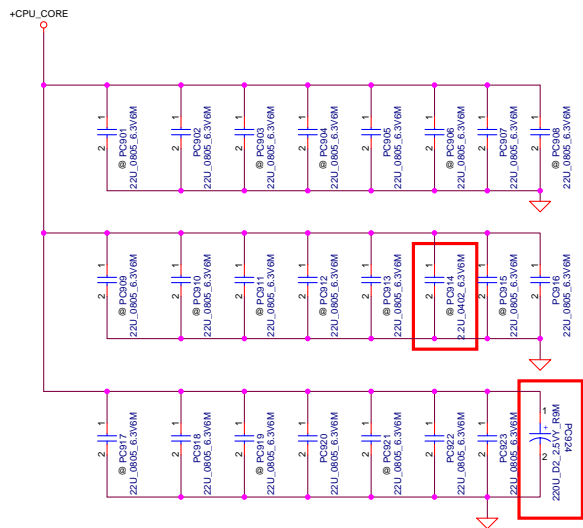 +CPU_CORE
1
2
@ PC901
22U_0805_6.3V6M
1
2
PC902
22U_0805_6.3V6M
1
2
@ PC903
22U_0805_6.3V6M
1
2
@ PC904
22U_0805_6.3V6M
1
2
PC905
22U_0805_6.3V6M
1
2
@ PC906
22U_0805_6.3V6M
1
2
PC907
22U_0805_6.3V6M
1
2
@ PC908
22U_0805_6.3V6M
1
2
@ PC909
22U_0805_6.3V6M
1
2
@ PC910
22U_0805_6.3V6M
1
2
@ PC911
22U_0805_6.3V6M
1
2
@ PC912
22U_0805_6.3V6M
1
2
@ PC913
22U_0805_6.3V6M
1
2
@ PC914
2.2U_0402_6.3V6M
1
2
@ PC915
22U_0805_6.3V6M
1
2
PC916
22U_0805_6.3V6M
1
2
@ PC917
22U_0805_6.3V6M
1
2
@ PC918
22U_0805_6.3V6M
1
2
@ PC919
22U_0805_6.3V6M
1
2
PC920
22U_0805_6.3V6M
1
2
@ PC921
22U_0805_6.3V6M
1
2
PC922
22U_0805_6.3V6M
1
2
PC923
22U_0805_6.3V6M
1
+
2
PC924
220U_D2_2.5VY_R9M